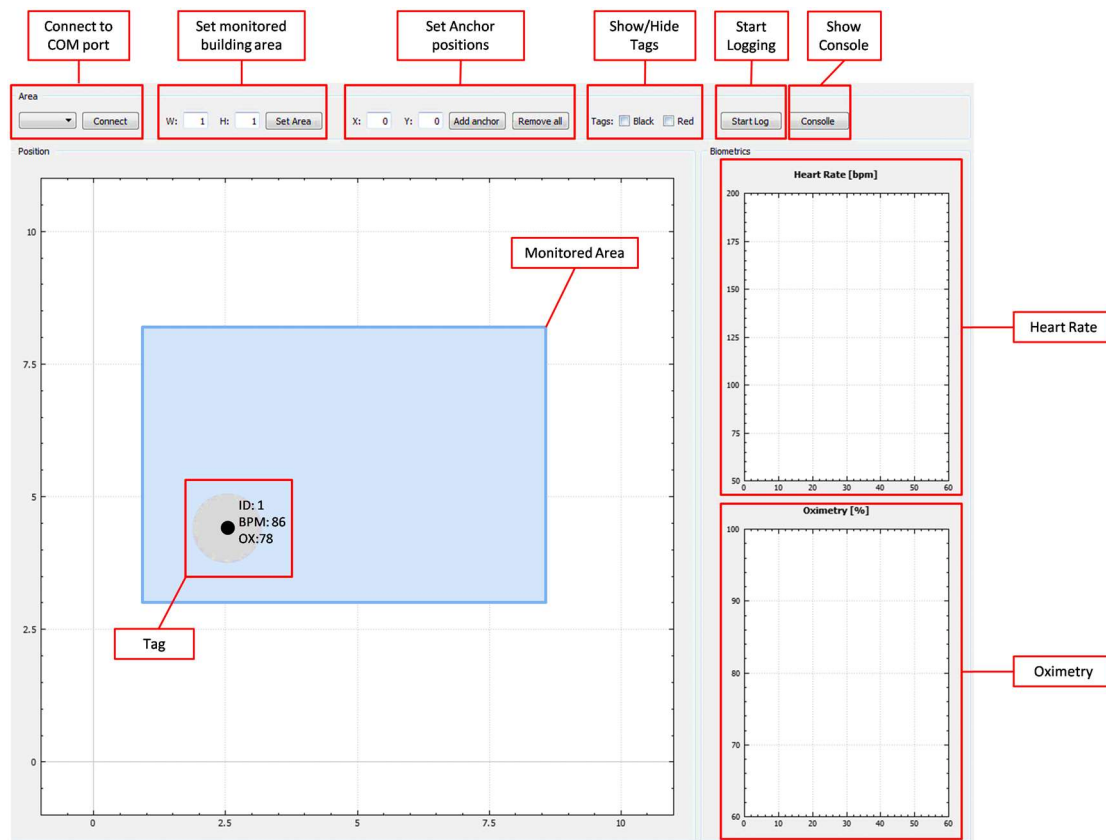 Connect to
COM port
Set monitored
building area
Set Anchor
positions
Show/Hide
Tags
Start
Logging
Show
Console
Area
Connect
W: 1 H: 1 Set Area
X: 0 Y: 0 Add anchor Remove all
Tags: Black Red
Start Log
Consolle
Position
Biometrics
10
7.5
5
2.5
0
0 2.5 5 7.5 10
Monitored Area
ID: 1
BPM: 86
OX:78
Tag
Heart Rate [bpm]
200
175
150
125
100
75
50
0 10 20 30 40 50 60
Heart Rate
Oximetry [%]
100
90
80
70
60
0 10 20 30 40 50 60
Oximetry